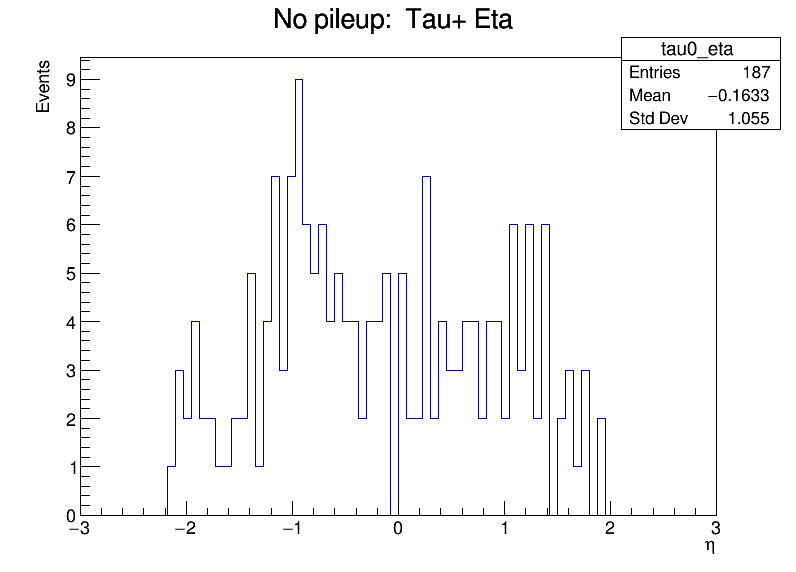 No pileup: Tau+ Eta
tau0_eta
Entries 187
Mean −0.1633
Std Dev 1.055
Events
9
8
7
6
5
4
3
2
1
0
−3 −2 −1 0 1 2 3
η